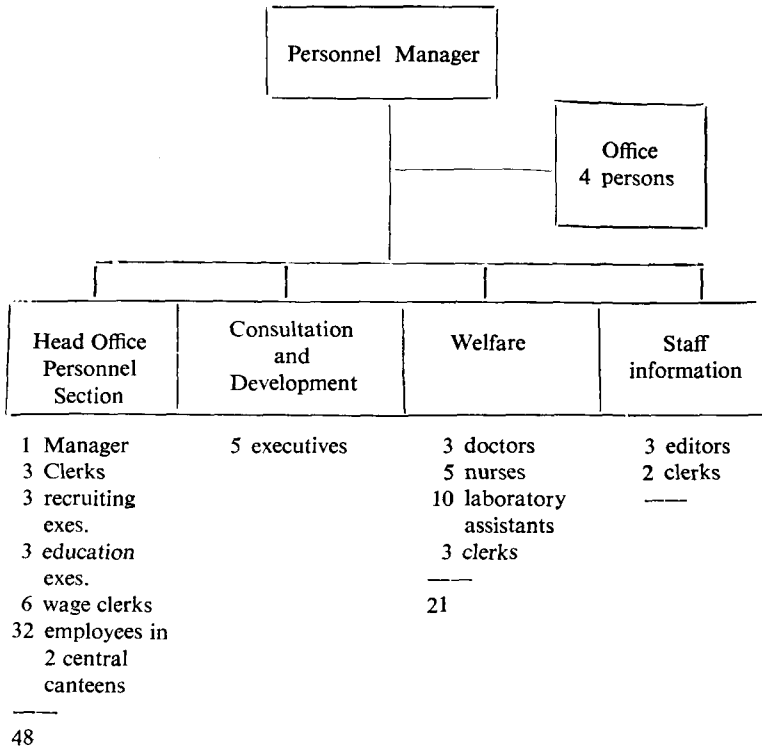 Personnel Manager
Office
4 persons
Head Office
Personnel
Section
Consultation
and
Development
Welfare
Staff
information
1 Manager
3 Clerks
3 recruiting
exes.
3 education
exes.
6 wage clerks
32 employees in
2 central
canteens
48
5 executives
3 doctors
5 nurses
10 laboratory
assistants
3 clerks
21
3 editors
2 clerks